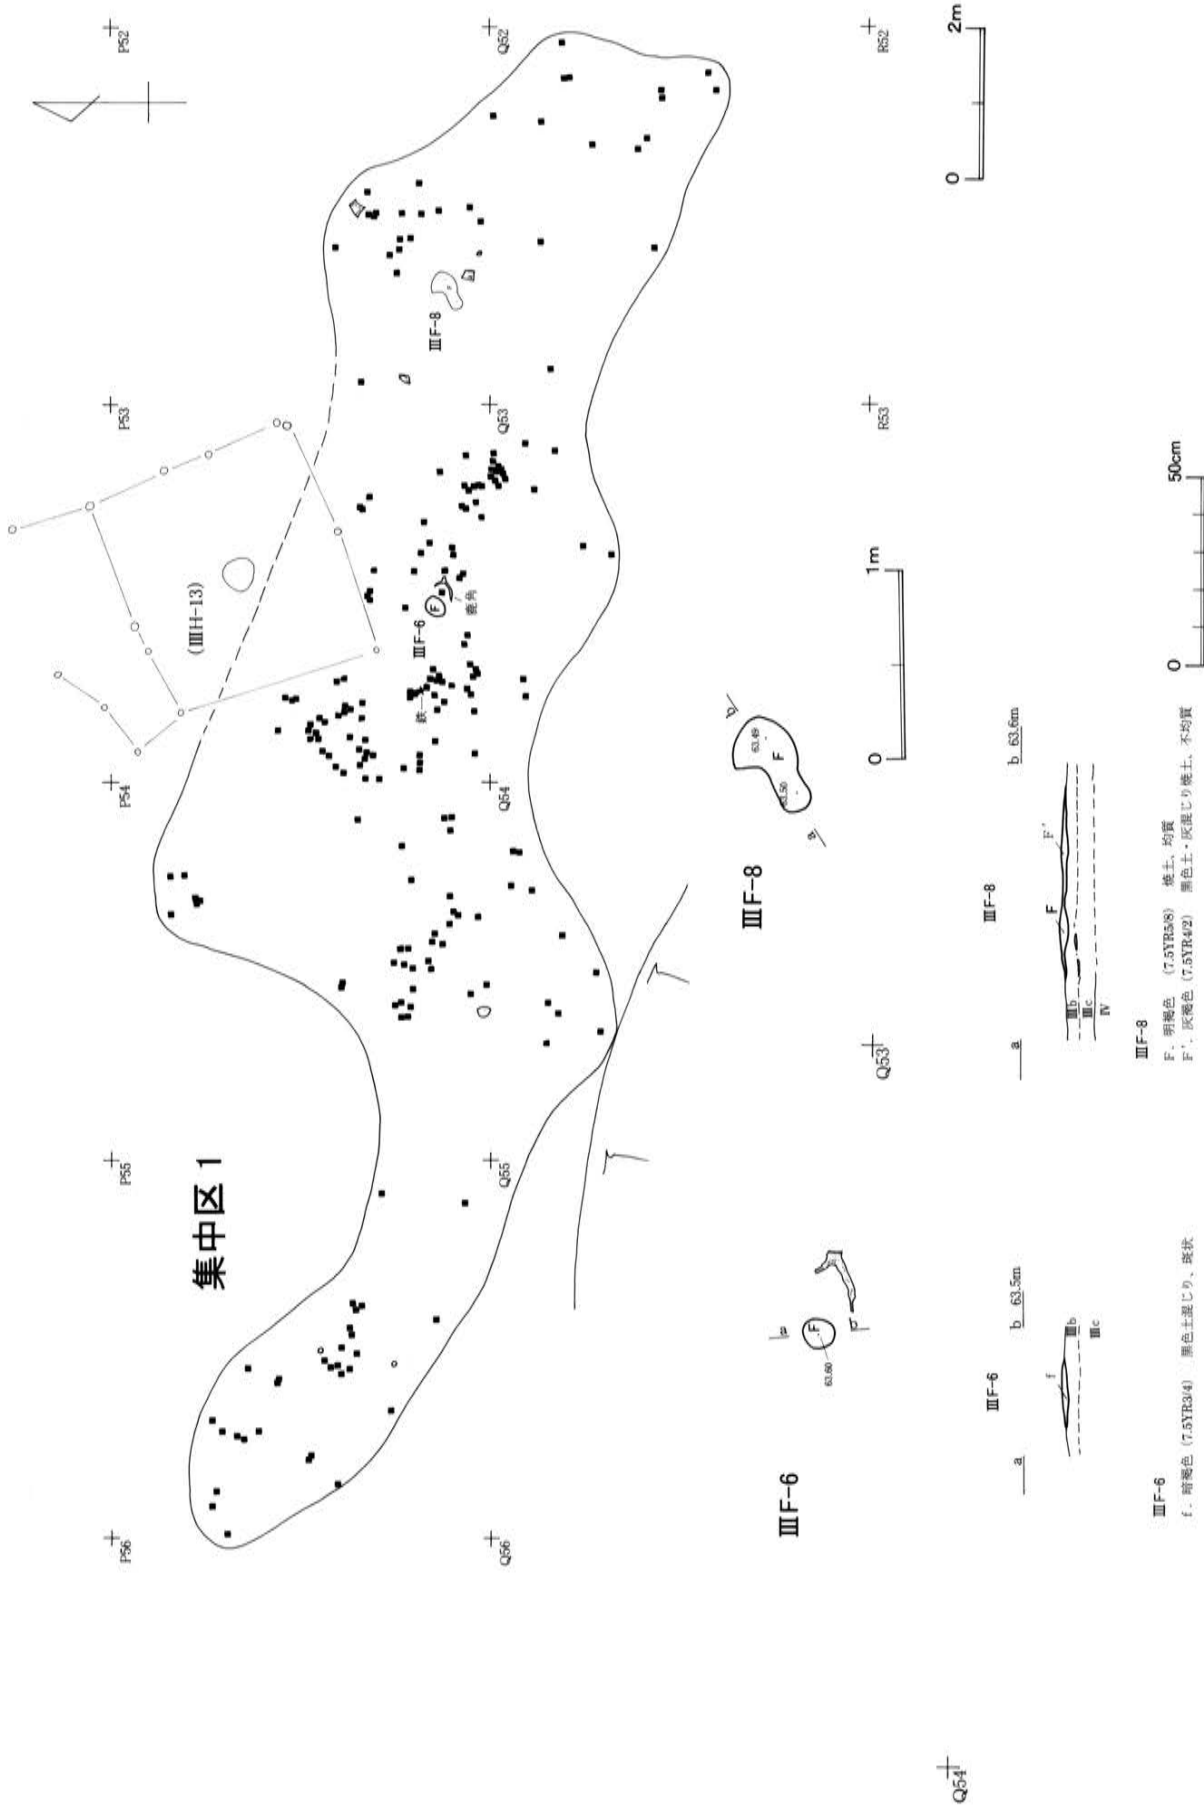 集中区 1
P52
P53
P54
P55
P56
Q52
Q53
Q54
Q55
Q56
R52
R53
(ⅢH-13)
ⅢF-8
ⅢF-6
F
鹿角
鉄
0 2m
ⅢF-6
a
b
F
63.60
ⅢF-8
a
b
63.49
F
63.50
Q53
Q54
0 1m
ⅢF-6
a
b 63.5m
f
Ⅲb
Ⅲc
ⅢF-8
a
b 63.6m
F
F'
Ⅲb
Ⅲc
Ⅳ
0 50cm
ⅢF-6
f. 暗褐色 (7.5YR3/4) 黒色土混じり、斑状
ⅢF-8
F. 明褐色 (7.5YR5/8) 焼土、均質
F'. 灰褐色 (7.5YR4/2) 黒色土・灰混じり焼土、不均質